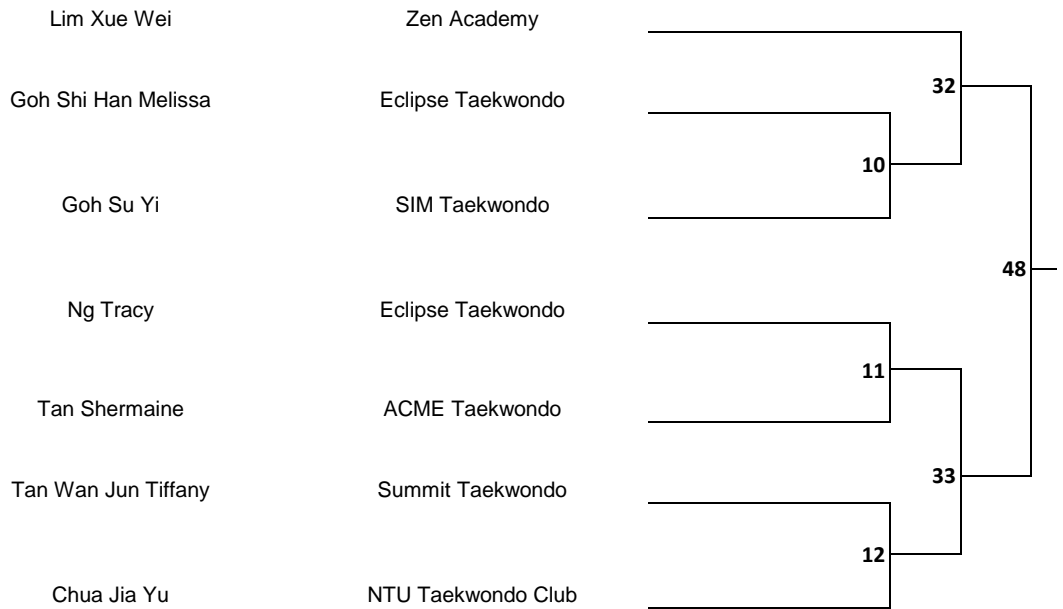 Lim Xue Wei Zen Academy
32
Goh Shi Han Melissa Eclipse Taekwondo
10
Goh Su Yi SIM Taekwondo
48
Ng Tracy Eclipse Taekwondo
11
Tan Shermaine ACME Taekwondo
33
Tan Wan Jun Tiffany Summit Taekwondo
12
Chua Jia Yu NTU Taekwondo Club